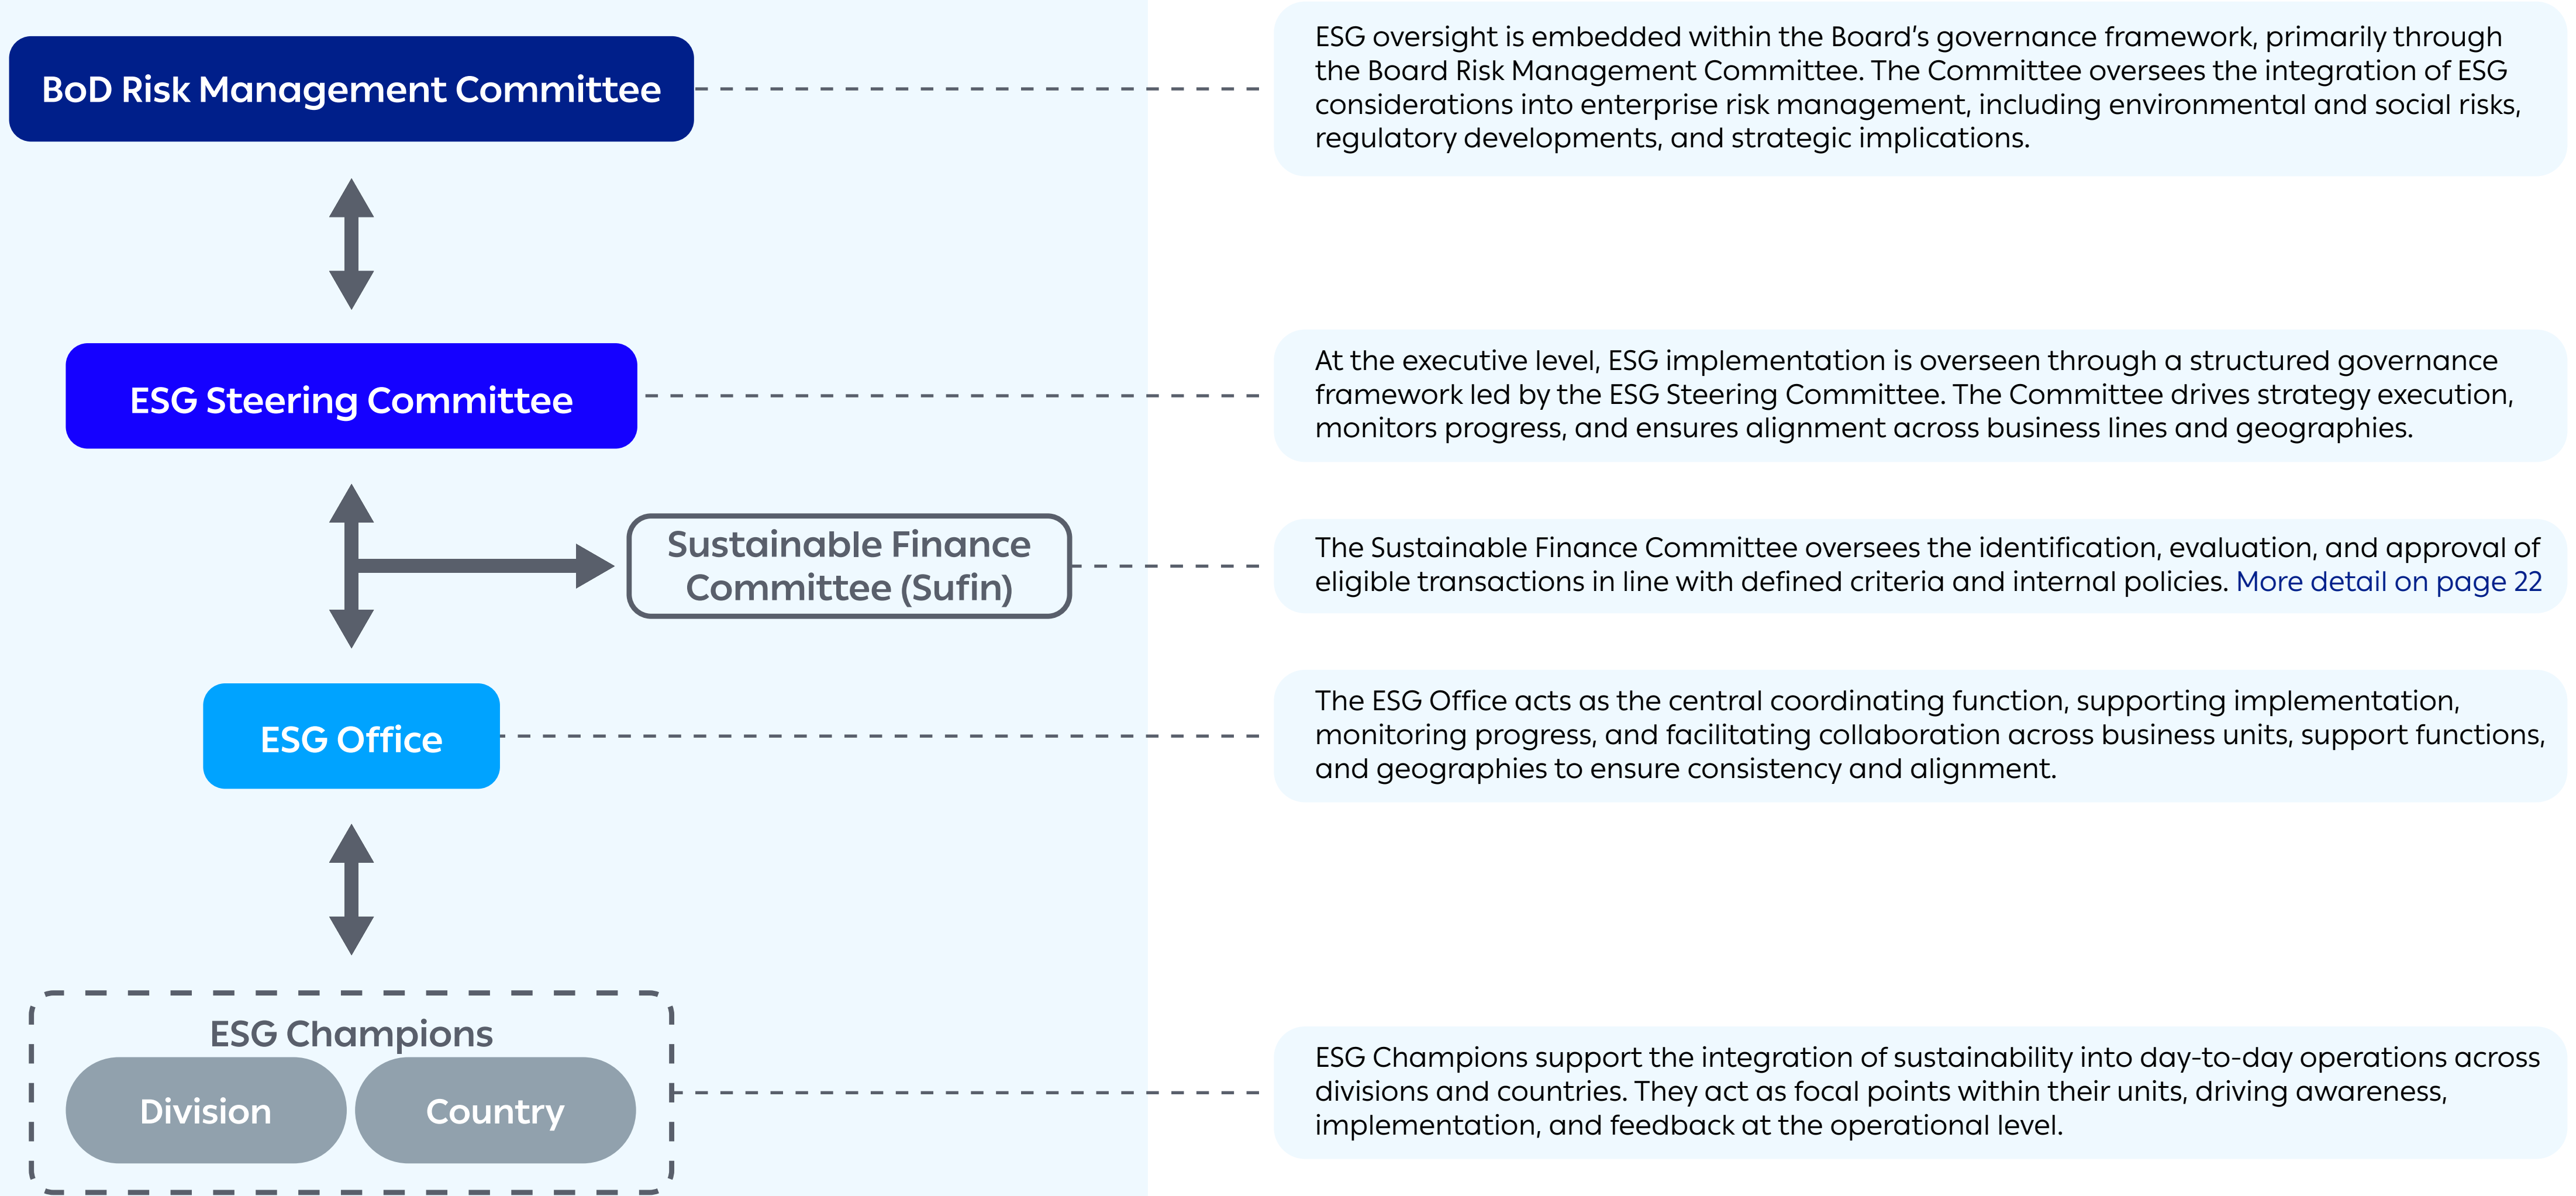 BoD Risk Management Committee
ESG oversight is embedded within the Board’s governance framework, primarily through
the Board Risk Management Committee. The Committee oversees the integration of ESG
considerations into enterprise risk management, including environmental and social risks,
regulatory developments, and strategic implications.
ESG Steering Committee
At the executive level, ESG implementation is overseen through a structured governance
framework led by the ESG Steering Committee. The Committee drives strategy execution,
monitors progress, and ensures alignment across business lines and geographies.
Sustainable Finance
Committee (Sufin)
The Sustainable Finance Committee oversees the identification, evaluation, and approval of
eligible transactions in line with defined criteria and internal policies. More detail on page 22
ESG Office
The ESG Office acts as the central coordinating function, supporting implementation,
monitoring progress, and facilitating collaboration across business units, support functions,
and geographies to ensure consistency and alignment.
ESG Champions
Division
Country
ESG Champions support the integration of sustainability into day-to-day operations across
divisions and countries. They act as focal points within their units, driving awareness,
implementation, and feedback at the operational level.